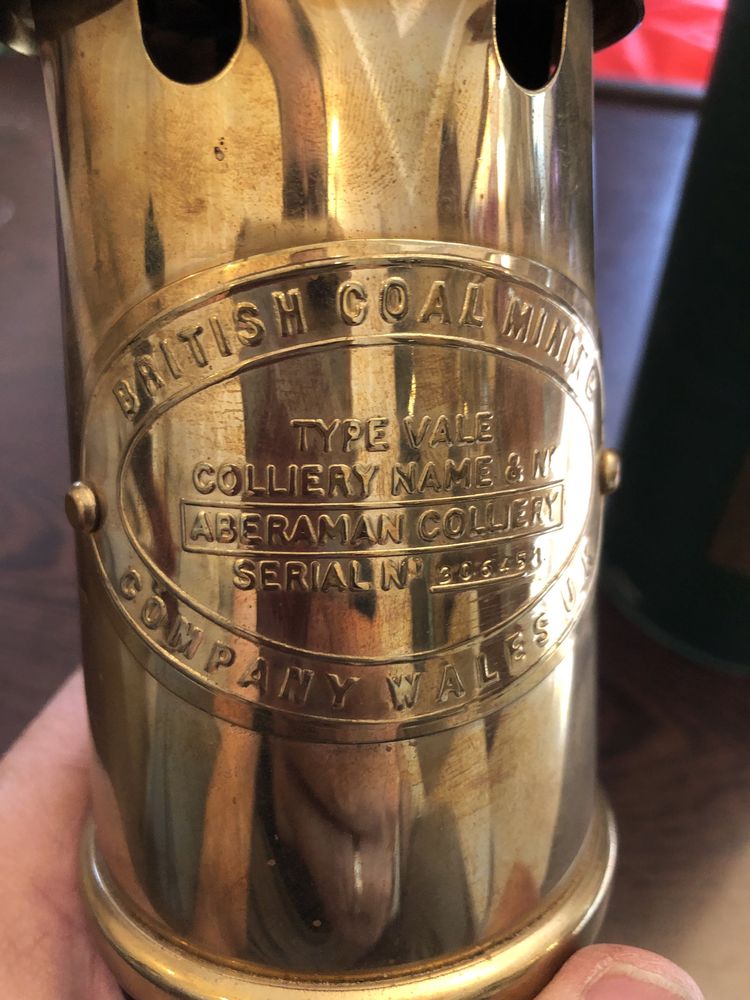 BRITISH COAL MINING
TYPE VALE
COLLIERY NAME & Nº
ABERAMAN COLLIERY
SERIAL Nº 306451
COMPANY WALES U.K